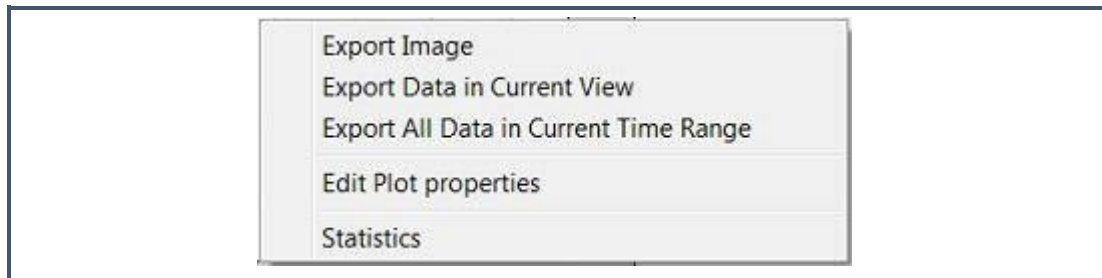 Export Image
Export Data in Current View
Export All Data in Current Time Range
Edit Plot properties
Statistics